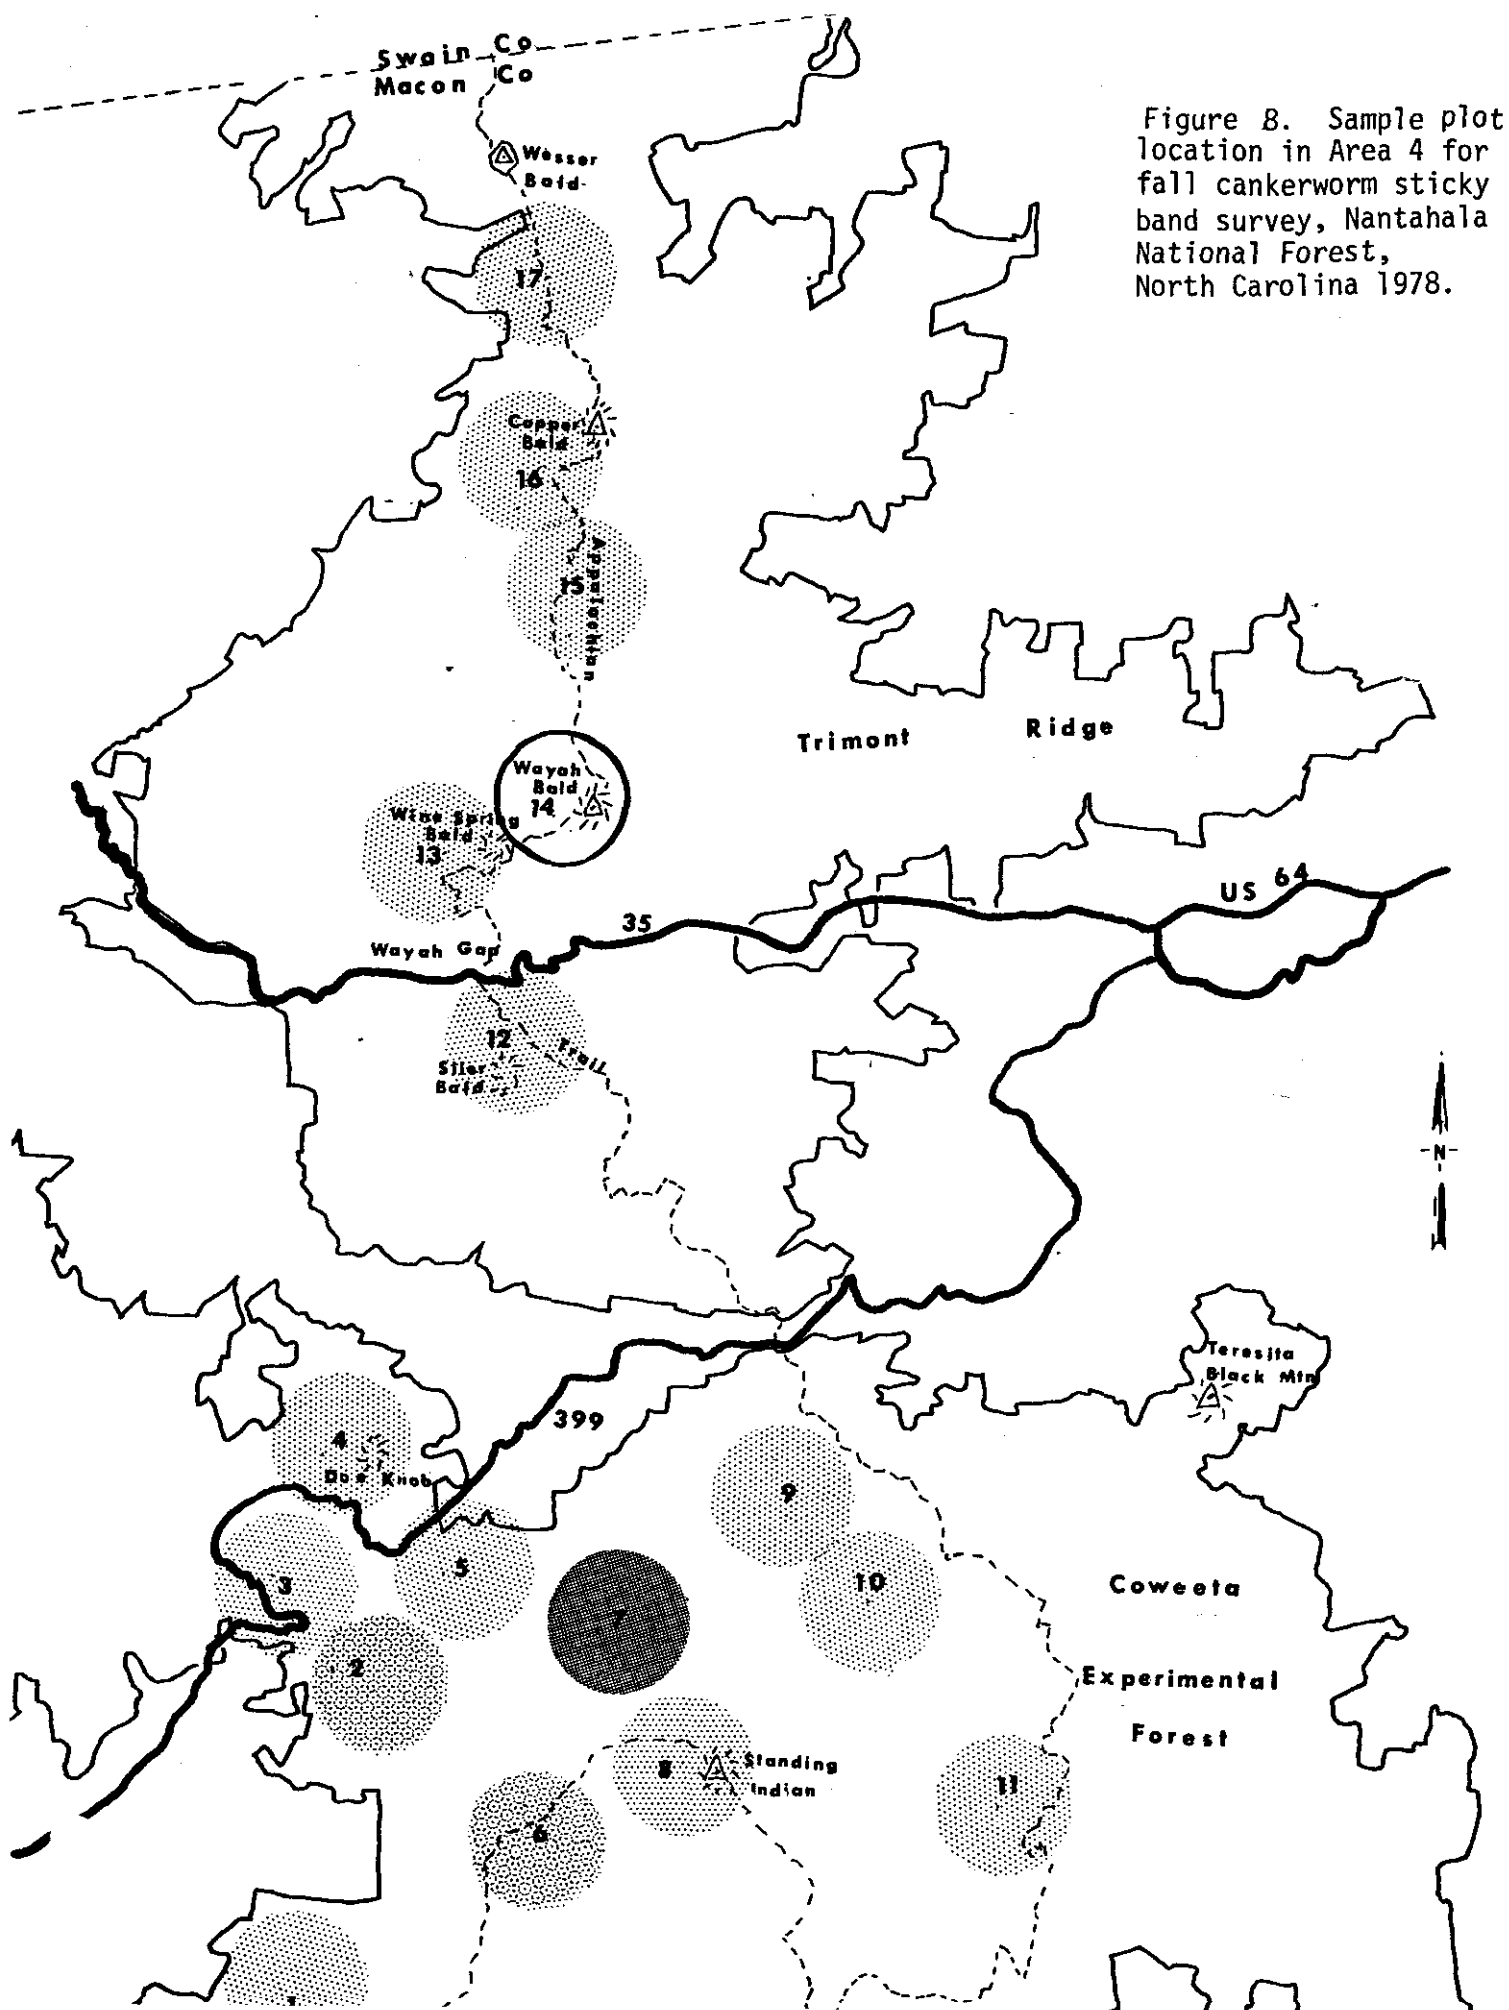 Swain Co
Macon Co
Figure 8. Sample plot
location in Area 4 for
fall cankerworm sticky
band survey, Nantahala
National Forest,
North Carolina 1978.
Wesser
Bald
17
Copper
Bald
16
15
Appalachian
Trimont Ridge
Wayah
Bald
14
Wine Spring
Bald
13
US 64
35
Wayah Gap
12
Trail
Siler
Bald
N
Teresita
Black Mtn
399
4
Doe Knob
9
5
3
10
Coweeta
7
2
Experimental
Forest
8
Standing
Indian
11
6
1